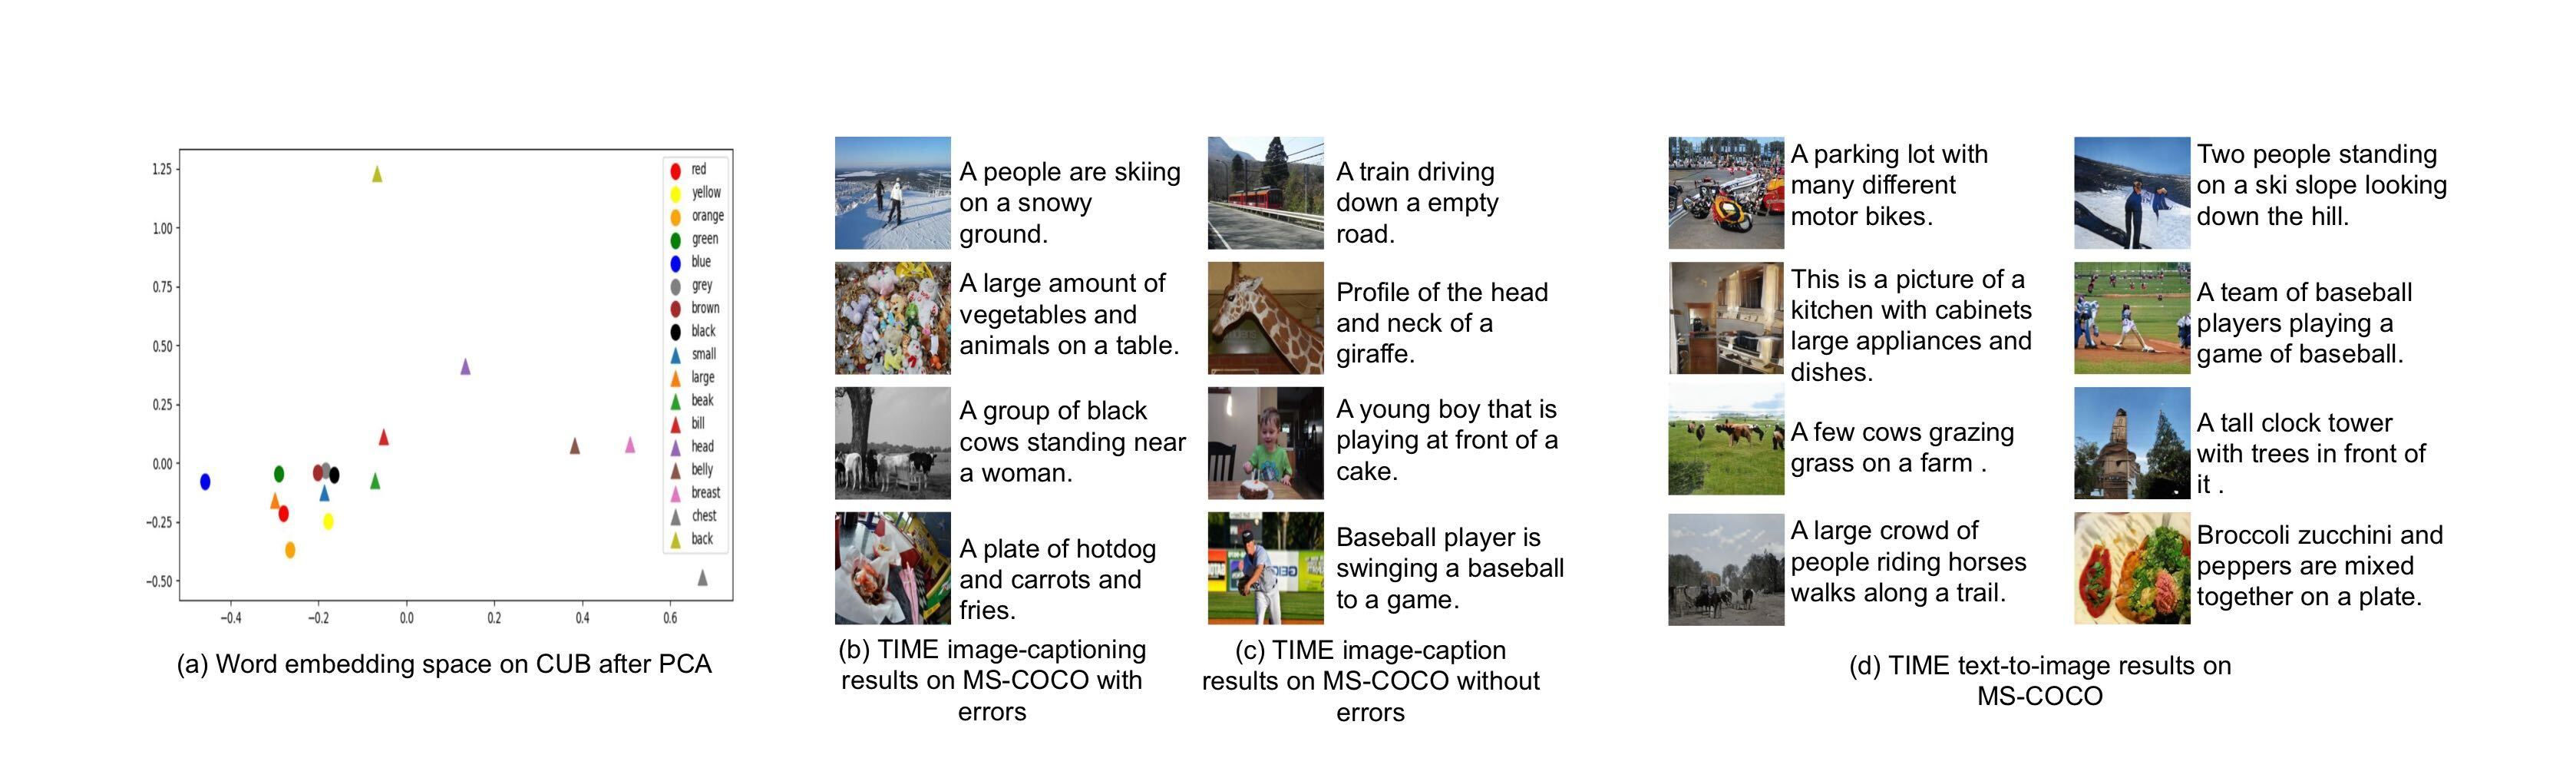 1.25
1.00
0.75
0.50
0.25
0.00
−0.25
−0.50
−0.4
−0.2
0.0
0.2
0.4
0.6
red
yellow
orange
green
blue
grey
brown
black
small
large
beak
bill
head
belly
breast
chest
back
(a) Word embedding space on CUB after PCA
A people are skiing
on a snowy
ground.
A large amount of
vegetables and
animals on a table.
A group of black
cows standing near
a woman.
A plate of hotdog
and carrots and
fries.
(b) TIME image-captioning
results on MS-COCO with
errors
A train driving
down a empty
road.
Profile of the head
and neck of a
giraffe.
A young boy that is
playing at front of a
cake.
Baseball player is
swinging a baseball
to a game.
(c) TIME image-caption
results on MS-COCO without
errors
A parking lot with
many different
motor bikes.
This is a picture of a
kitchen with cabinets
large appliances and
dishes.
A few cows grazing
grass on a farm .
A large crowd of
people riding horses
walks along a trail.
Two people standing
on a ski slope looking
down the hill.
A team of baseball
players playing a
game of baseball.
A tall clock tower
with trees in front of
it .
Broccoli zucchini and
peppers are mixed
together on a plate.
(d) TIME text-to-image results on
MS-COCO